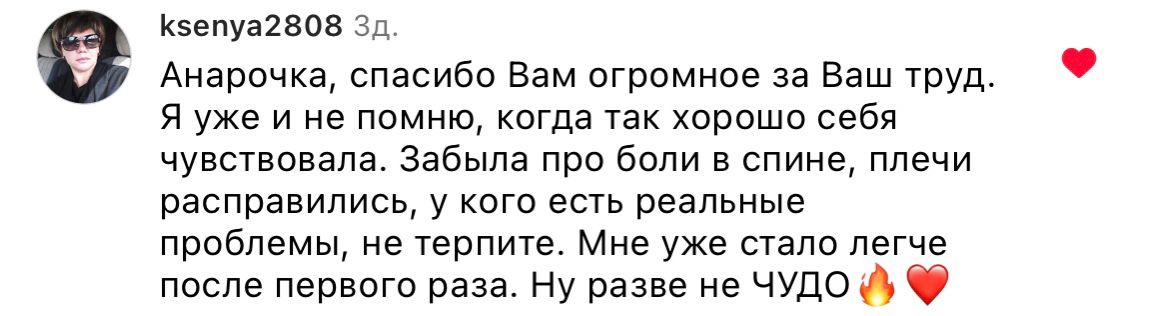 ksenya2808 3д.
Анарочка, спасибо Вам огромное за Ваш труд.
Я уже и не помню, когда так хорошо себя
чувствовала. Забыла про боли в спине, плечи
расправились, у кого есть реальные
проблемы, не терпите. Мне уже стало легче
после первого раза. Ну разве не ЧУДО🔥❤️